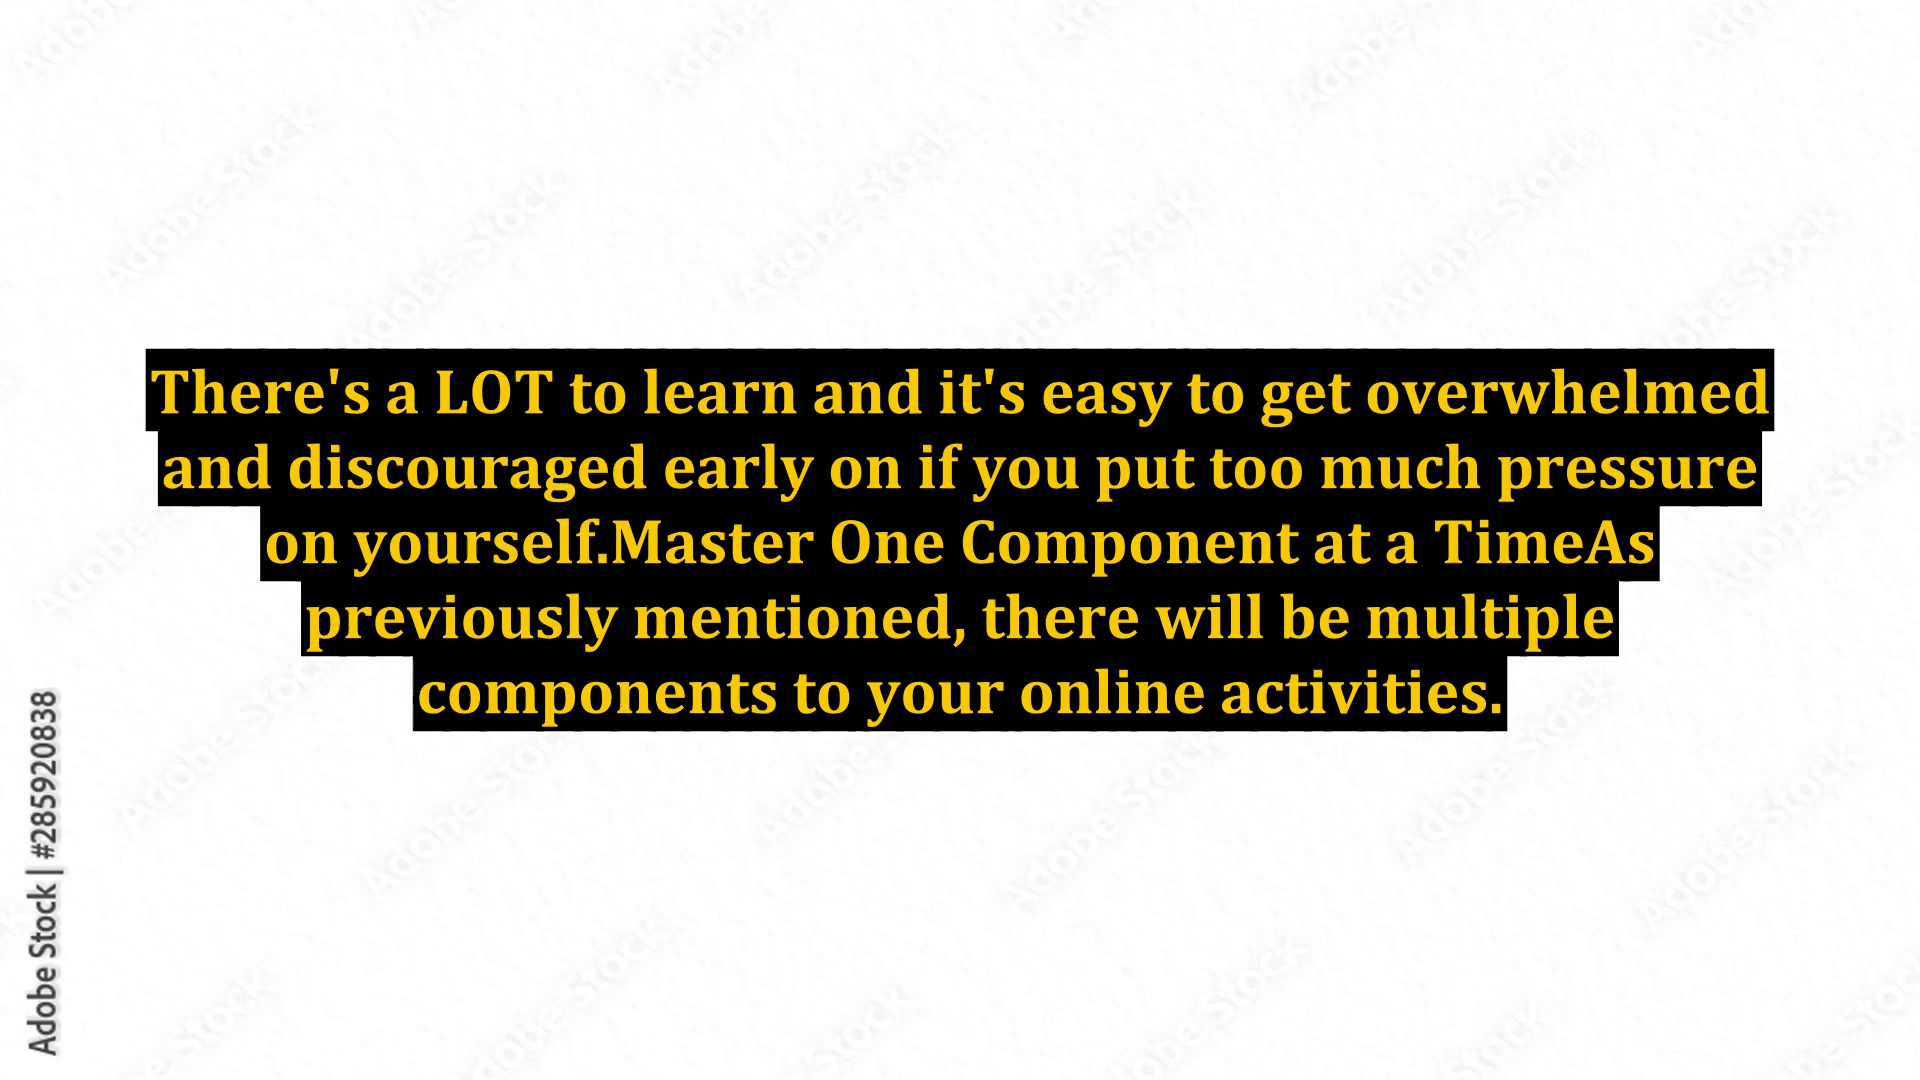 There's a LOT to learn and it's easy to get overwhelmed
and discouraged early on if you put too much pressure
on yourself.Master One Component at a TimeAs
previously mentioned, there will be multiple
components to your online activities.
Adobe Stock | #285920838